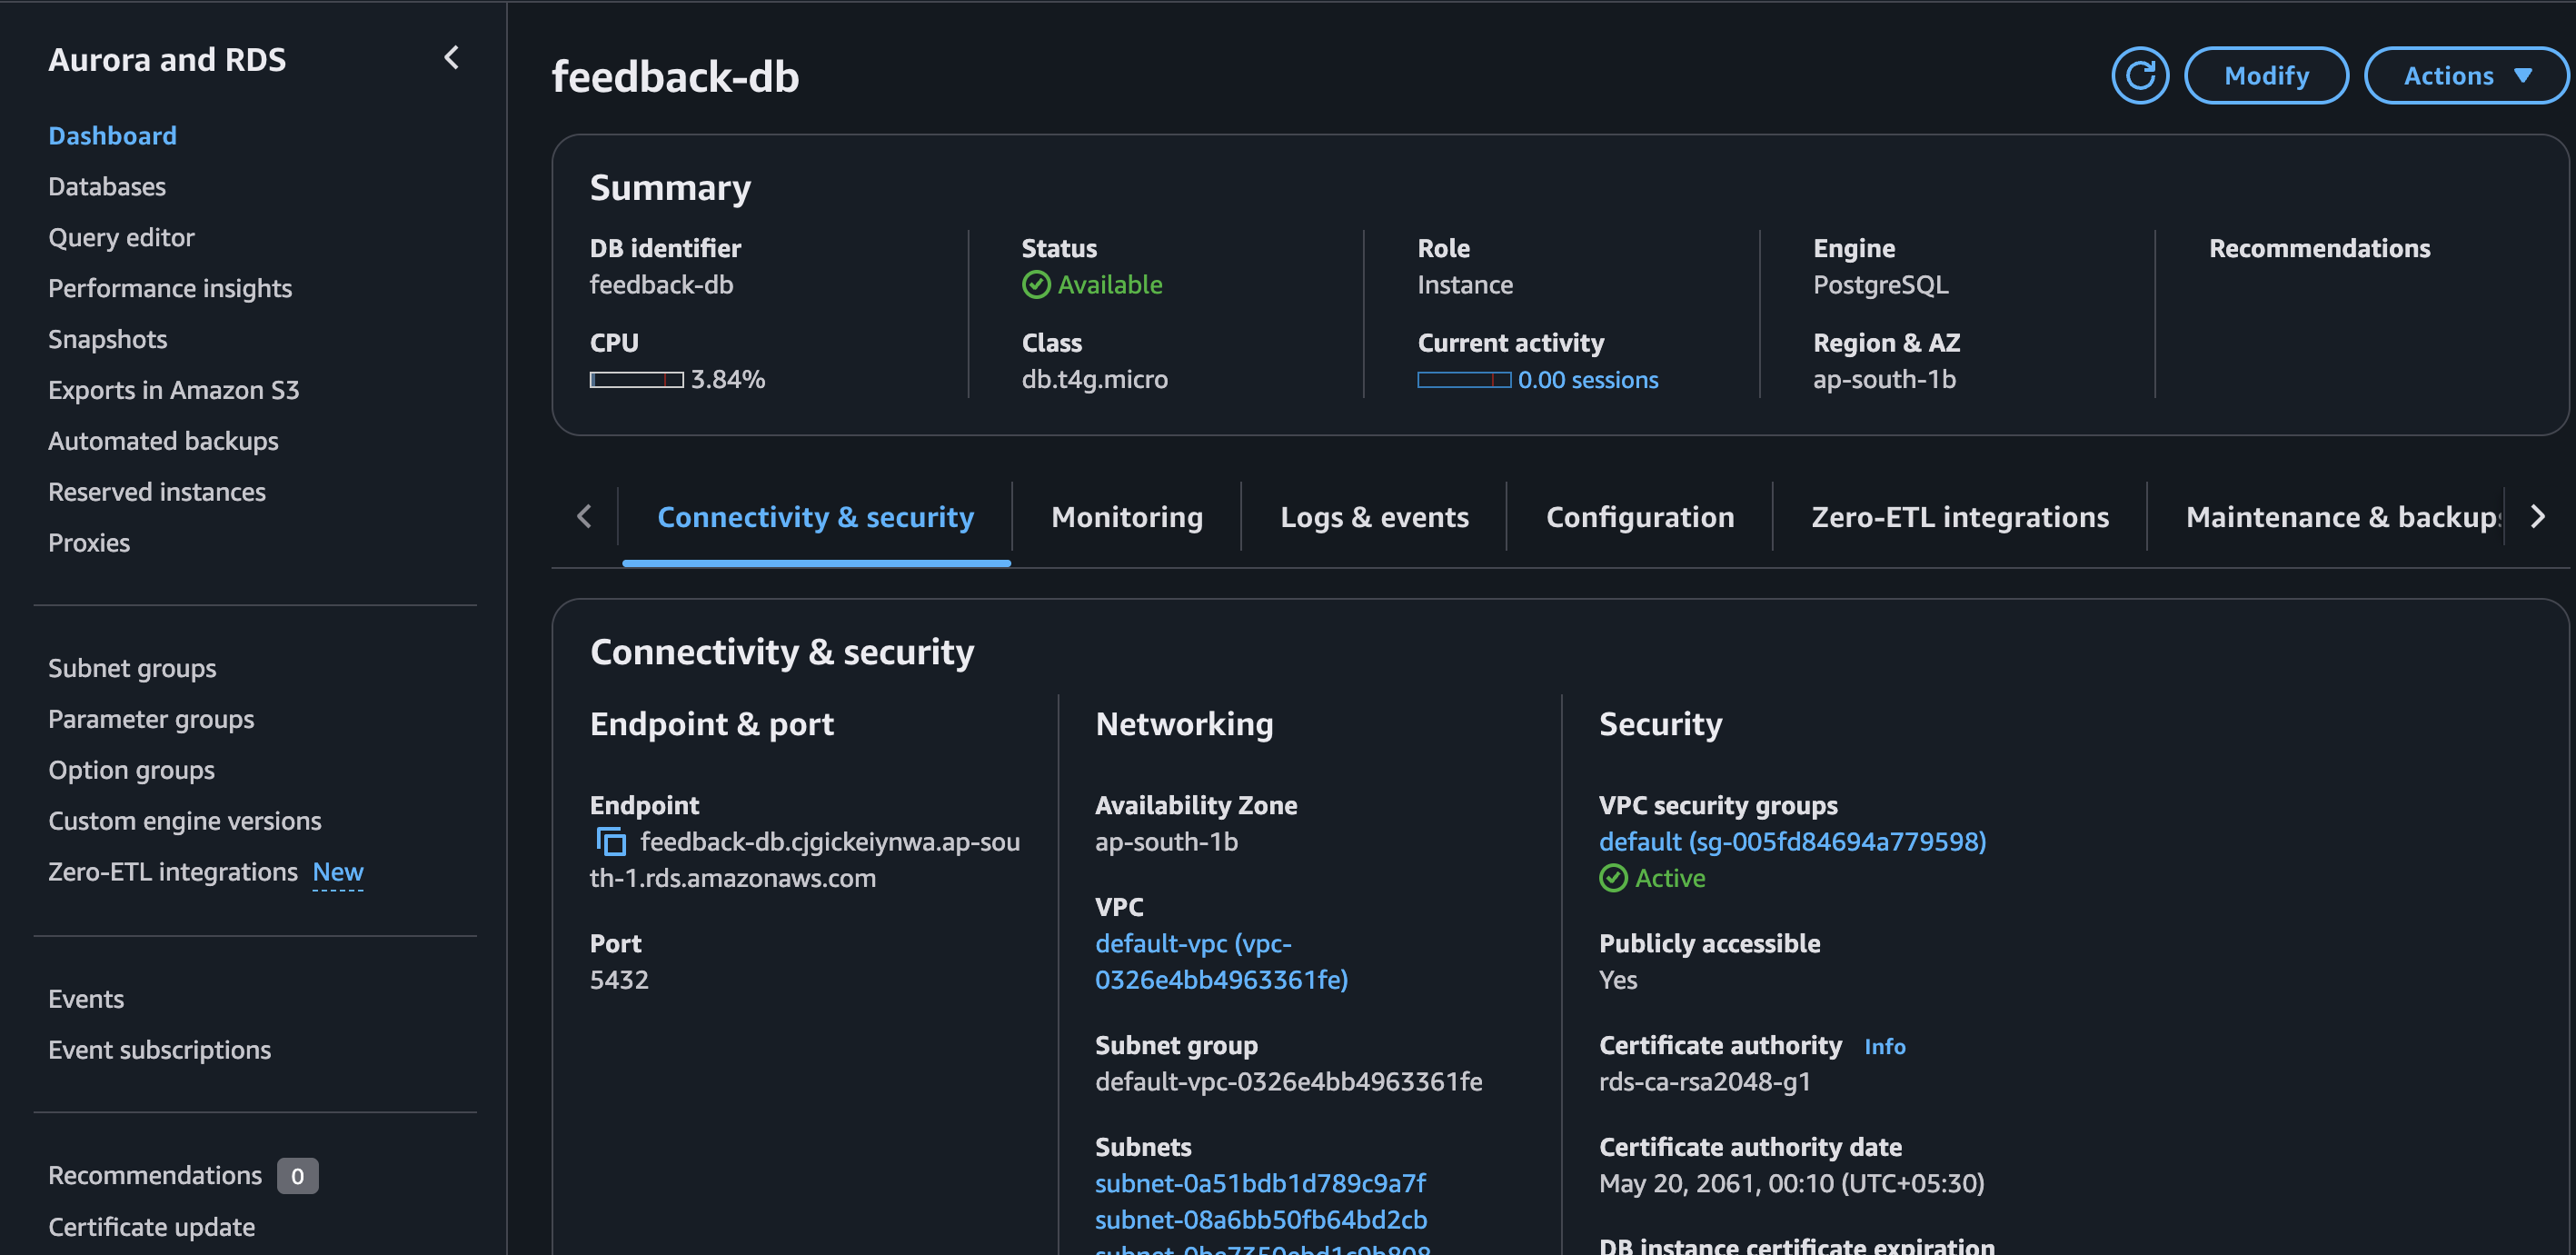 Aurora and RDS
Dashboard
Databases
Query editor
Performance insights
Snapshots
Exports in Amazon S3
Automated backups
Reserved instances
Proxies
Subnet groups
Parameter groups
Option groups
Custom engine versions
Zero-ETL integrations New
Events
Event subscriptions
Recommendations 0
Certificate update
feedback-db
Modify
Actions
Summary
DB identifier
feedback-db
CPU
3.84%
Status
Available
Class
db.t4g.micro
Role
Instance
Current activity
0.00 sessions
Engine
PostgreSQL
Region & AZ
ap-south-1b
Recommendations
Connectivity & security
Monitoring
Logs & events
Configuration
Zero-ETL integrations
Maintenance & backup
Connectivity & security
Endpoint & port
Endpoint
feedback-db.cjgickeiynwa.ap-sou
th-1.rds.amazonaws.com
Port
5432
Networking
Availability Zone
ap-south-1b
VPC
default-vpc (vpc-
0326e4bb4963361fe)
Subnet group
default-vpc-0326e4bb4963361fe
Subnets
subnet-0a51bdb1d789c9a7f
subnet-08a6bb50fb64bd2cb
Security
VPC security groups
default (sg-005fd84694a779598)
Active
Publicly accessible
Yes
Certificate authority Info
rds-ca-rsa2048-g1
Certificate authority date
May 20, 2061, 00:10 (UTC+05:30)
DB instance certificate expiration